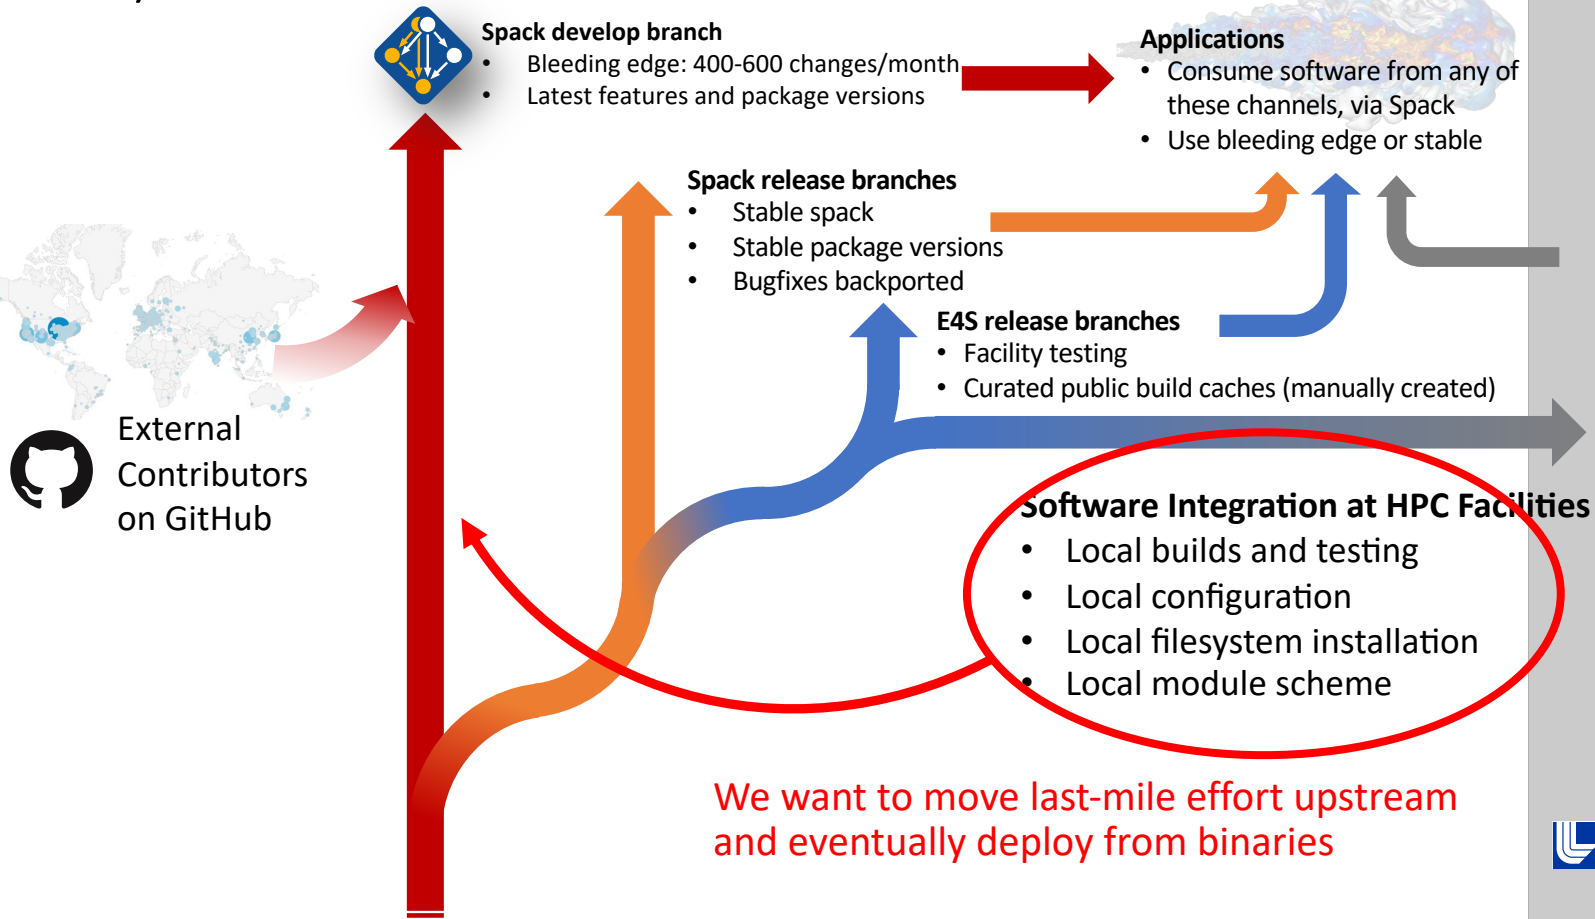 Spack develop branch
• Bleeding edge: 400-600 changes/month
• Latest features and package versions
Applications
• Consume software from any of
these channels, via Spack
• Use bleeding edge or stable
Spack release branches
• Stable spack
• Stable package versions
• Bugfixes backported
E4S release branches
• Facility testing
• Curated public build caches (manually created)
External
Contributors
on GitHub
Software Integration at HPC Facilities
• Local builds and testing
• Local configuration
• Local filesystem installation
• Local module scheme
We want to move last-mile effort upstream
and eventually deploy from binaries